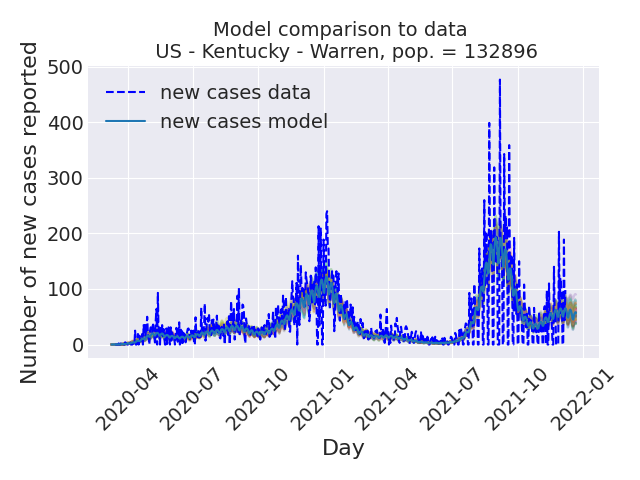 Model comparison to data
US - Kentucky - Warren, pop. = 132896
Number of new cases reported
500
400
300
200
100
0
new cases data
new cases model
2020-04
2020-07
2020-10
2021-01
2021-04
2021-07
2021-10
2022-01
Day